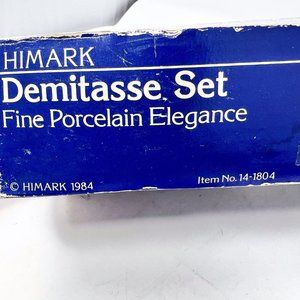 HIMARK
Demitasse Set
Fine Porcelain Elegance
© HIMARK 1984
Item No. 14-1804